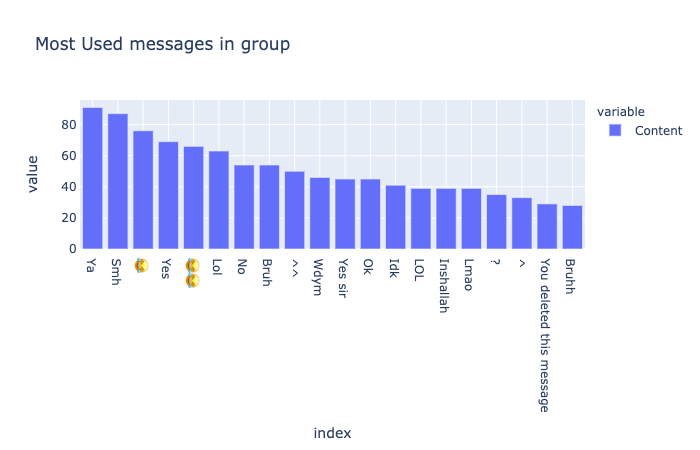 Most Used messages in group
variable
Content
value
80
60
40
20
0
Ya
Smh
😂
Yes
😂😂
Lol
No
Bruh
^^
Wdym
Yes sir
Ok
Idk
LOL
Inshallah
Lmao
?
^
You deleted this message
Bruhh
index